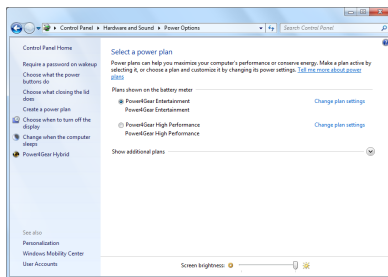 Control Panel ▸ Hardware and Sound ▸ Power Options
Search Control Panel
Control Panel Home
Require a password on wakeup
Choose what the power
buttons do
Choose what closing the lid
does
Create a power plan
Choose when to turn off the
display
Change when the computer
sleeps
Power4Gear Hybrid
See also
Personalization
Windows Mobility Center
User Accounts
Select a power plan
Power plans can help you maximize your computer's performance or conserve energy. Make a plan active by
selecting it, or choose a plan and customize it by changing its power settings. Tell me more about power
plans
Plans shown on the battery meter
Power4Gear Entertainment
Change plan settings
Power4Gear Entertainment
Power4Gear High Performance
Change plan settings
Power4Gear High Performance
Show additional plans
Screen brightness: